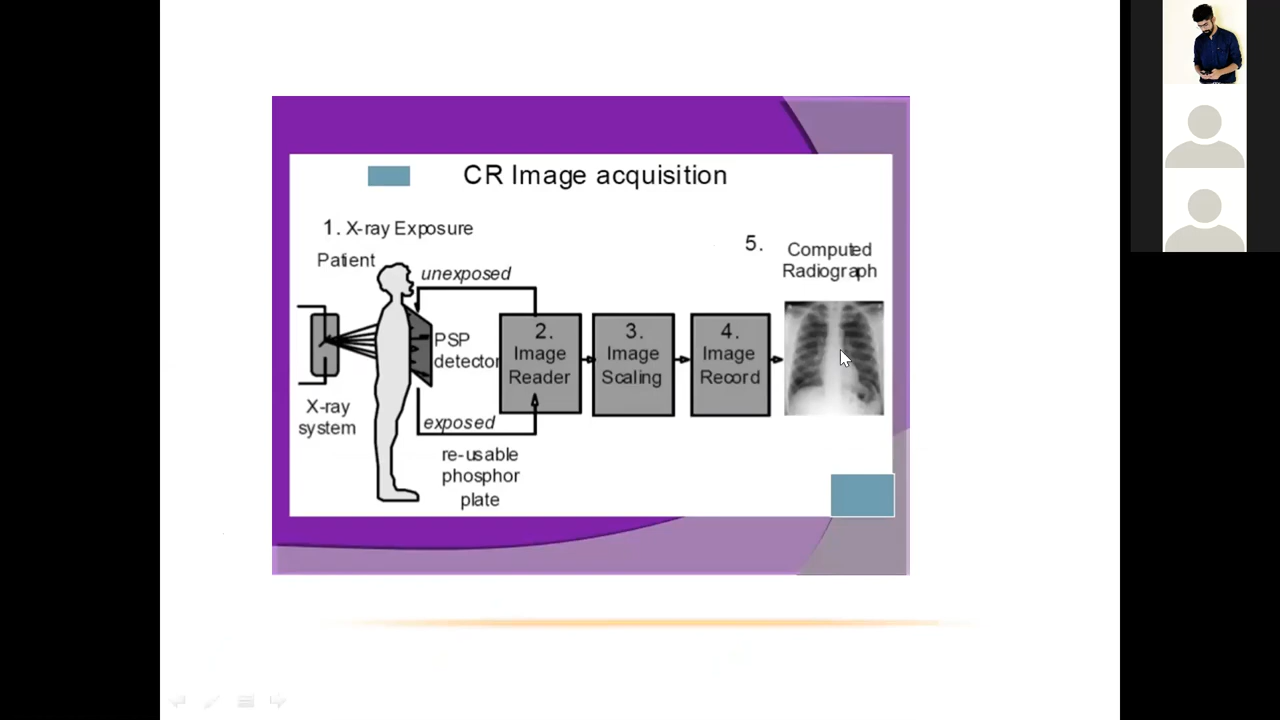 CR Image acquisition
1. X-ray Exposure
Patient
unexposed
PSP
detector
X-ray
system
exposed
re-usable
phosphor
plate
2.
Image
Reader
3.
Image
Scaling
4.
Image
Record
5.
Computed
Radiograph